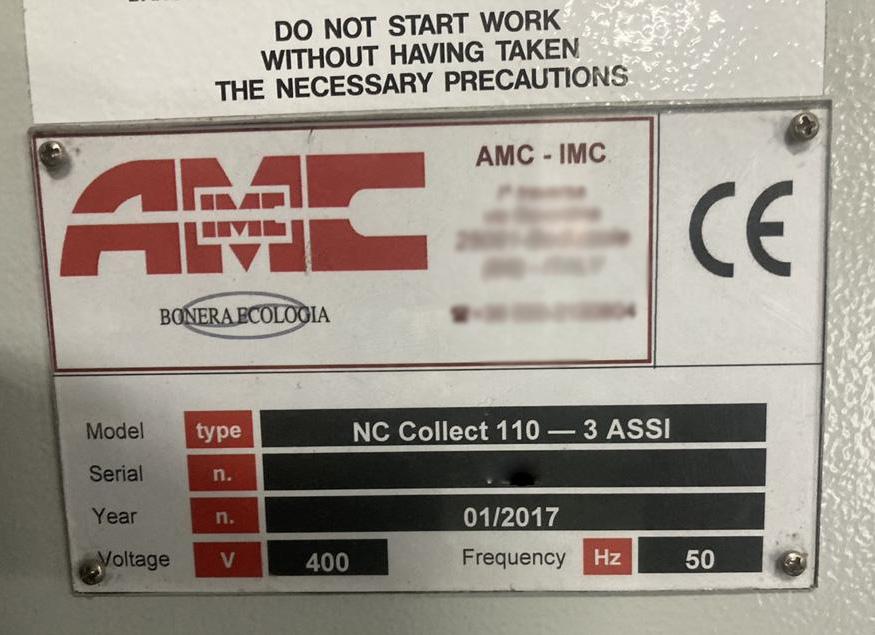 DO NOT START WORK
WITHOUT HAVING TAKEN
THE NECESSARY PRECAUTIONS
AMC
IMC
AMC - IMC
CE
BONERA ECOLOGIA
Model type NC Collect 110 — 3 ASSI
Serial n.
Year n. 01/2017
Voltage V 400 Frequency Hz 50